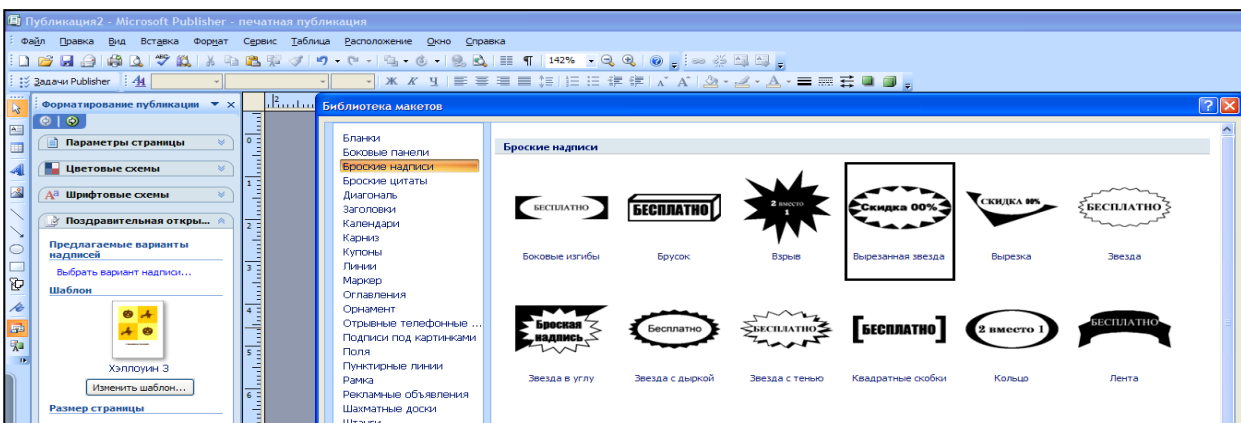 Публикация2 - Microsoft Publisher - печатная публикация
Файл Правка Вид Вставка Формат Сервис Таблица Расположение Окно Справка
142%
Задачи Publisher
Ж К Ч
Форматирование публикации
Параметры страницы
Цветовые схемы
Шрифтовые схемы
Поздравительная откры...
Предлагаемые варианты
надписей
Выбрать вариант надписи...
Шаблон
Хэллоуин 3
Изменить шаблон...
Размер страницы
Библиотека макетов
Бланки
Боковые панели
Броские надписи
Броские цитаты
Диагональ
Заголовки
Календари
Карниз
Купоны
Линии
Маркер
Оглавления
Орнамент
Отрывные телефонные ...
Подписи под картинками
Поля
Пунктирные линии
Рамка
Рекламные объявления
Шахматные доски
Штанги
Броские надписи
БЕСПЛАТНО
БЕСПЛАТНО
2 вместо
1
Скидка 00%
СКИДКА 00%
БЕСПЛАТНО
Боковые изгибы
Брусок
Взрыв
Вырезанная звезда
Вырезка
Звезда
Броская
надпись
Бесплатно
БЕСПЛАТНО
БЕСПЛАТНО
2 вместо 1
БЕСПЛАТНО
Звезда в углу
Звезда с дыркой
Звезда с тенью
Квадратные скобки
Кольцо
Лента